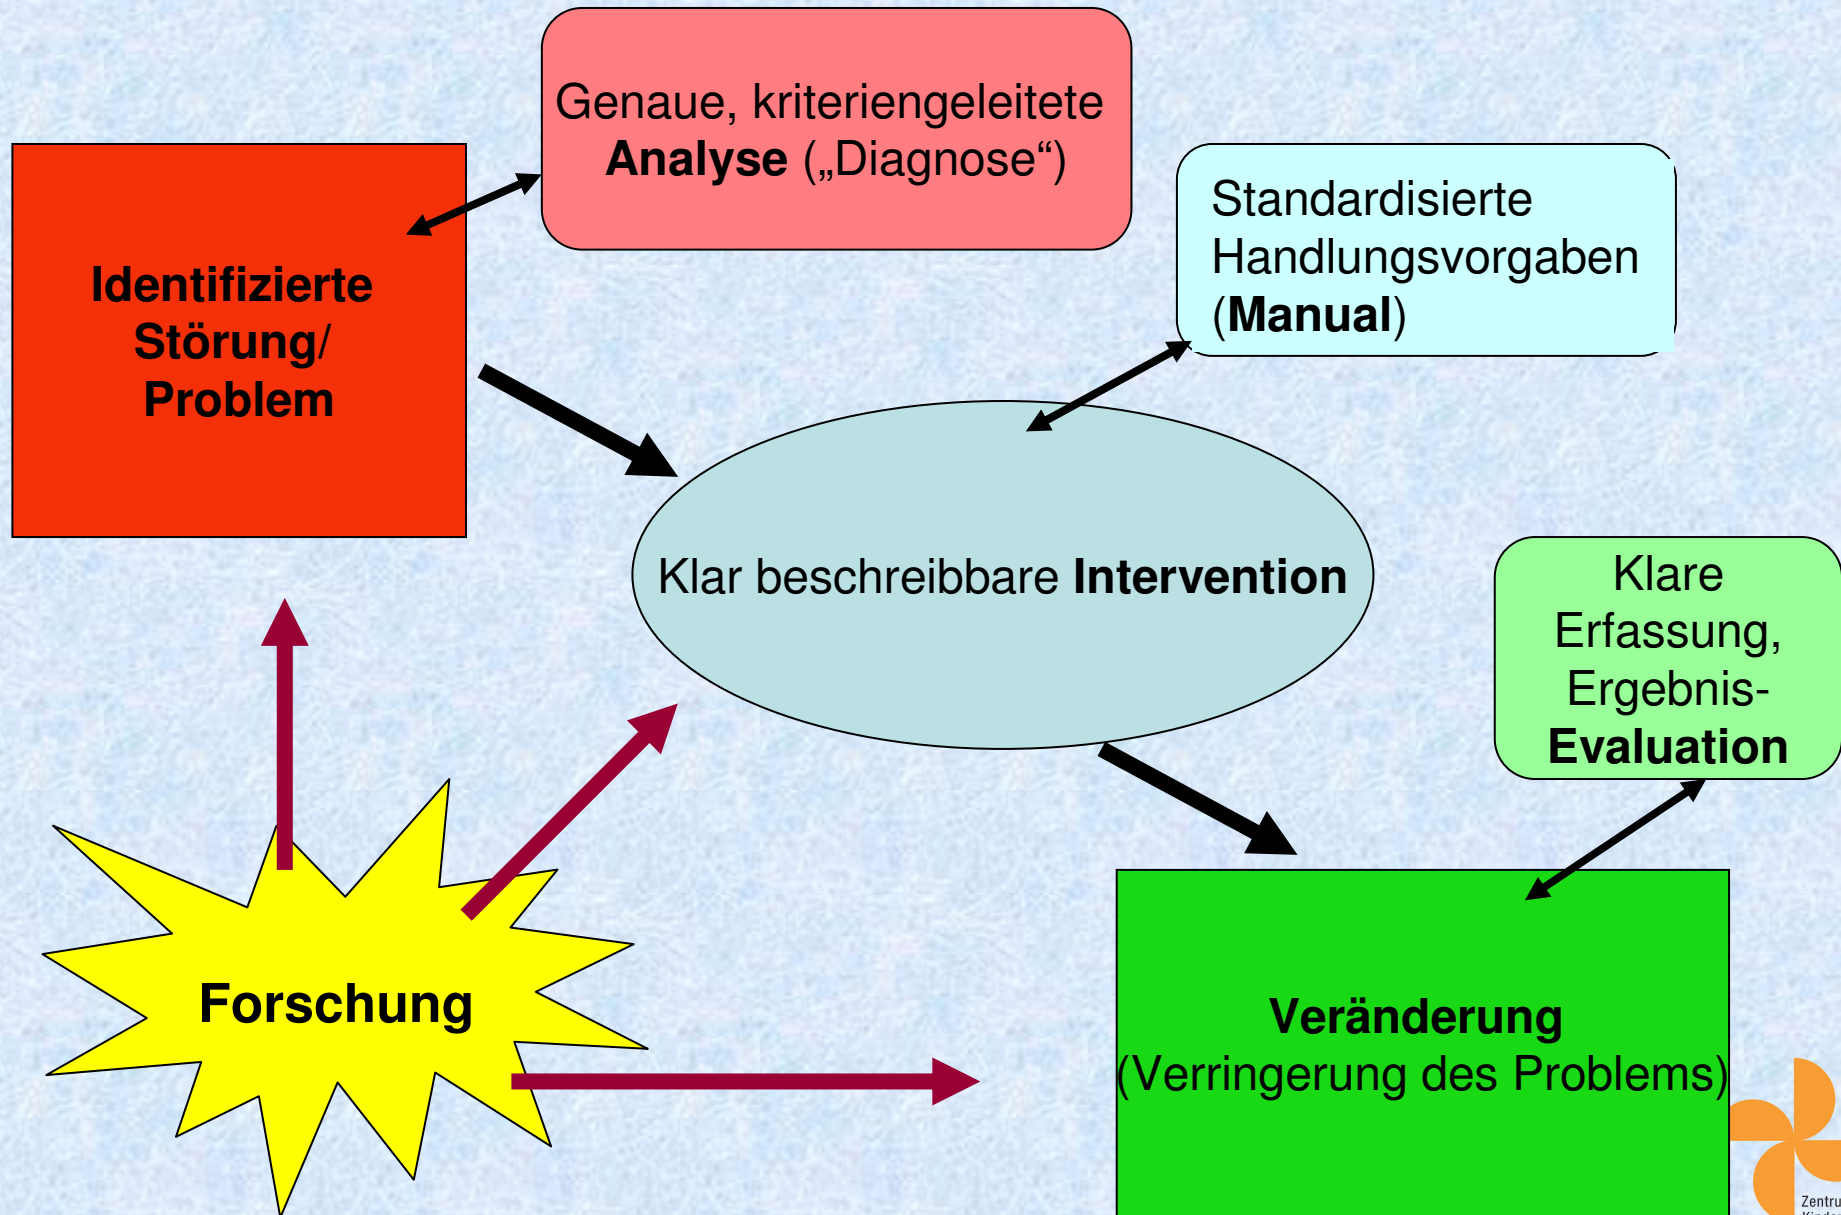 Genaue, kriteriengeleitete
Analyse („Diagnose“)
Identifizierte
Störung/
Problem
Standardisierte
Handlungsvorgaben
(Manual)
Klar beschreibbare Intervention
Klare
Erfassung,
Ergebnis-
Evaluation
Forschung
Veränderung
(Verringerung des Problems)